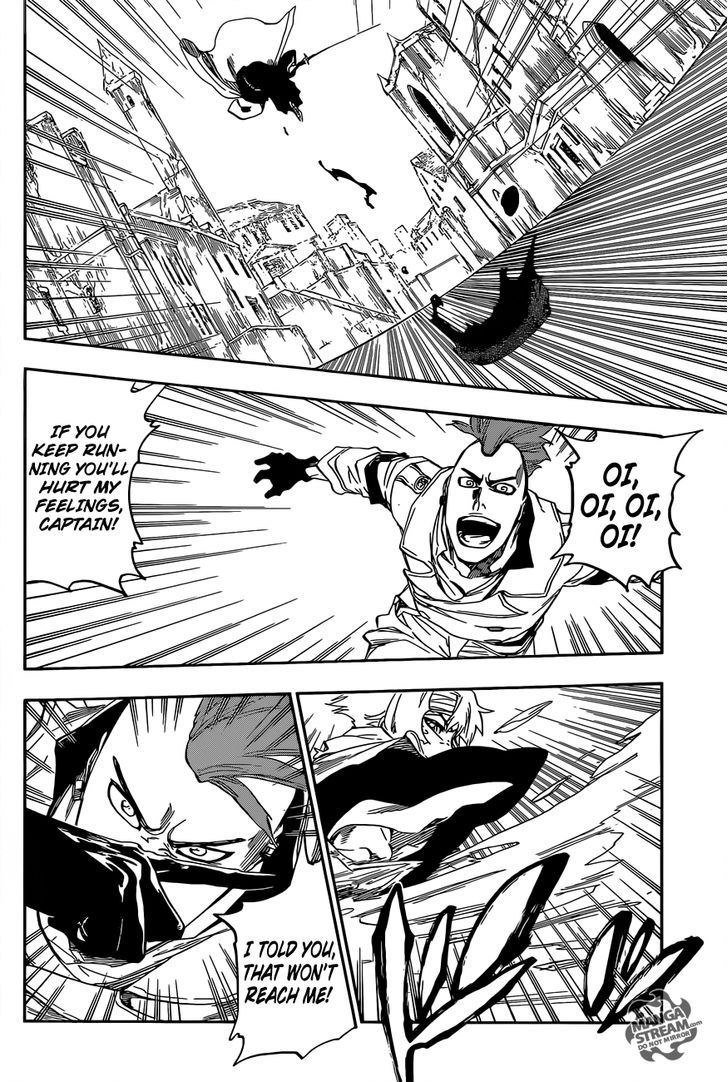 OI,
OI, OI, OI,
OI!
IF YOU
KEEP RUN-
NING YOU'LL
HURT MY
FEELINGS,
CAPTAIN!
I TOLD YOU,
THAT WON'T
REACH ME!
MANGA
STREAM.COM
DO NOT MIRROR